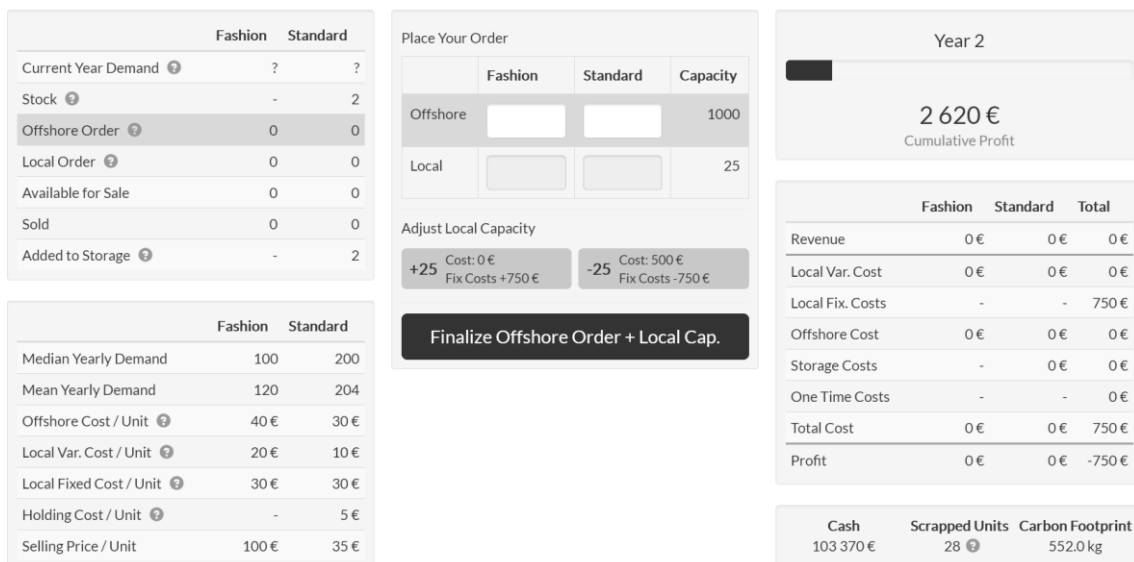 Fashion Standard
Current Year Demand ? ? ?
Stock ? - 2
Offshore Order ? 0 0
Local Order ? 0 0
Available for Sale 0 0
Sold 0 0
Added to Storage ? - 2
Fashion Standard
Median Yearly Demand 100 200
Mean Yearly Demand 120 204
Offshore Cost / Unit ? 40 € 30 €
Local Var. Cost / Unit ? 20 € 10 €
Local Fixed Cost / Unit ? 30 € 30 €
Holding Cost / Unit ? - 5 €
Selling Price / Unit 100 € 35 €
Place Your Order
Fashion Standard Capacity
Offshore 1000
Local 25
Adjust Local Capacity
+25 Cost: 0 €
Fix Costs +750 €
-25 Cost: 500 €
Fix Costs -750 €
Finalize Offshore Order + Local Cap.
Year 2
2 620 €
Cumulative Profit
Fashion Standard Total
Revenue 0 € 0 € 0 €
Local Var. Cost 0 € 0 € 0 €
Local Fix. Costs - - 750 €
Offshore Cost 0 € 0 € 0 €
Storage Costs - 0 € 0 €
One Time Costs - - 0 €
Total Cost 0 € 0 € 750 €
Profit 0 € 0 € -750 €
Cash Scrapped Units Carbon Footprint
103 370 € 28 ? 552.0 kg